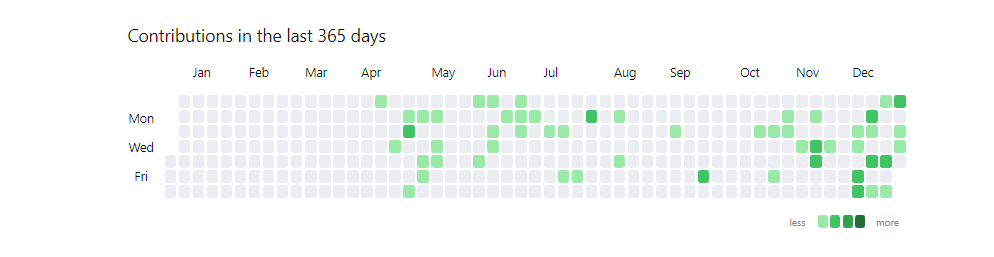 Contributions in the last 365 days
Jan Feb Mar Apr May Jun Jul Aug Sep Oct Nov Dec
Mon
Wed
Fri
less more